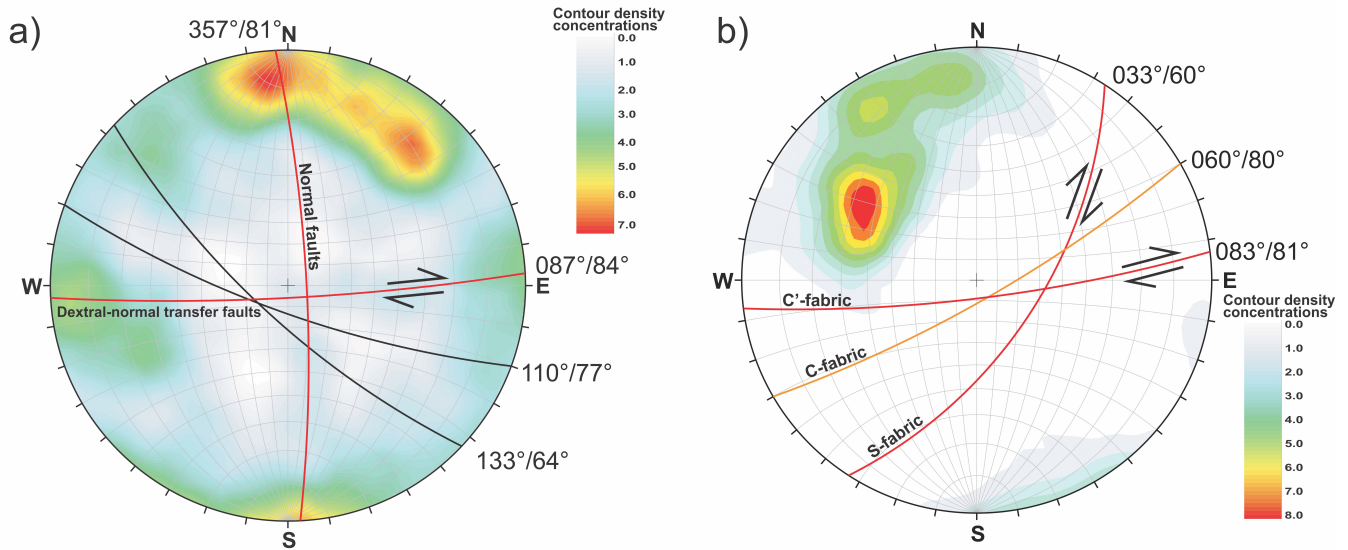 a)
357°/81°
N
Contour density
concentrations
0.0
1.0
2.0
3.0
4.0
5.0
6.0
7.0
Normal faults
W
E
087°/84°
Dextral-normal transfer faults
110°/77°
133°/64°
S
b)
N
033°/60°
060°/80°
083°/81°
W
E
C'-fabric
C-fabric
S-fabric
S
Contour density
concentrations
0.0
1.0
2.0
3.0
4.0
5.0
6.0
7.0
8.0